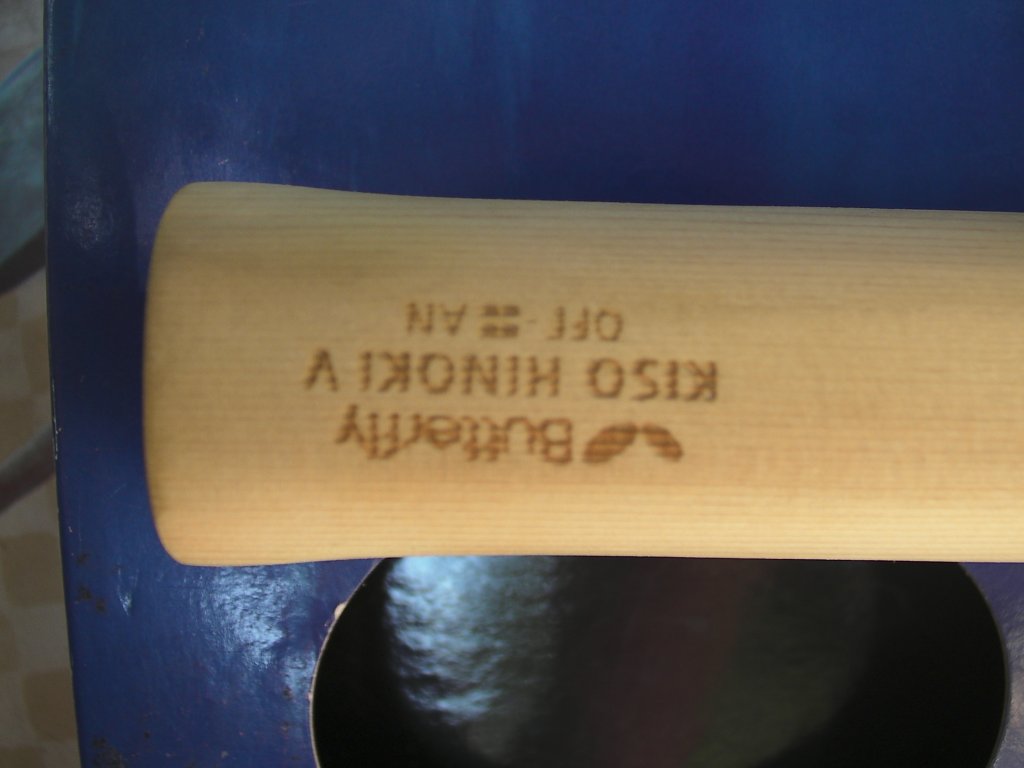 Butterfly
KISO HINOKI V
OFF - AN